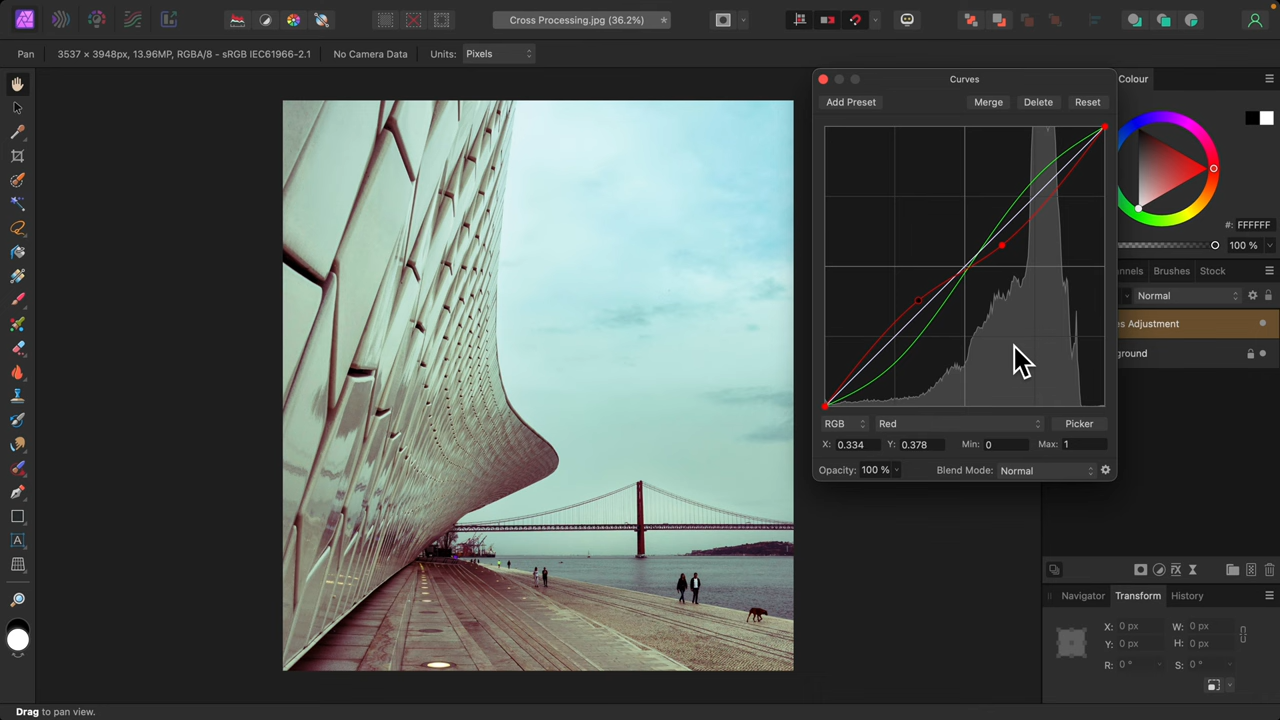 Cross Processing.jpg (36.2%)
Pan
3537 × 3948px, 13.96MP, RGBA/8 - sRGB IEC61966-2.1
No Camera Data
Units:
Pixels
Curves
Colour
Add Preset
Merge
Delete
Reset
#: FFFFFF
100 %
nnels
Brushes
Stock
Normal
es Adjustment
ground
RGB
Red
Picker
X: 0.334
Y: 0.378
Min: 0
Max: 1
Opacity: 100 %
Blend Mode: Normal
Navigator
Transform
History
X: 0 px
W: 0 px
Y: 0 px
H: 0 px
R: 0 °
S: 0 °
A
Drag to pan view.